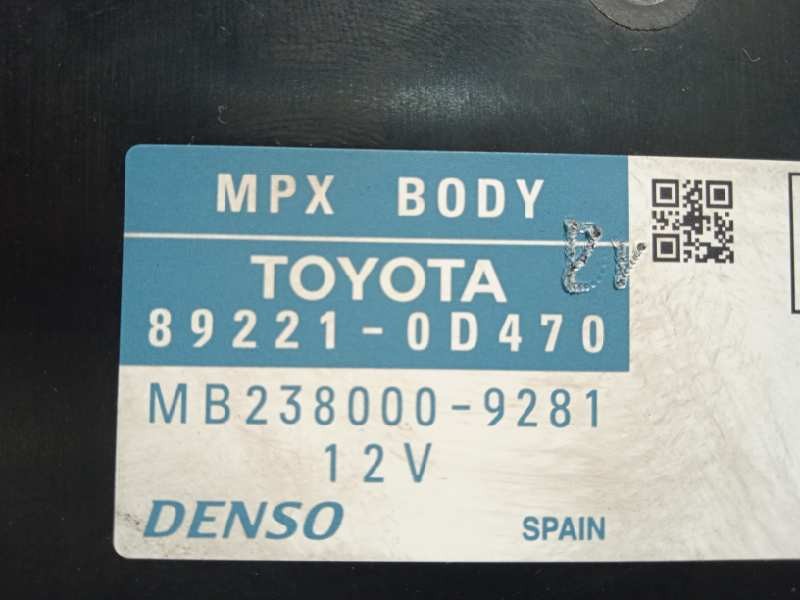 MPX BODY
TOYOTA
89221-0D470
MB238000-9281
12V
DENSO SPAIN